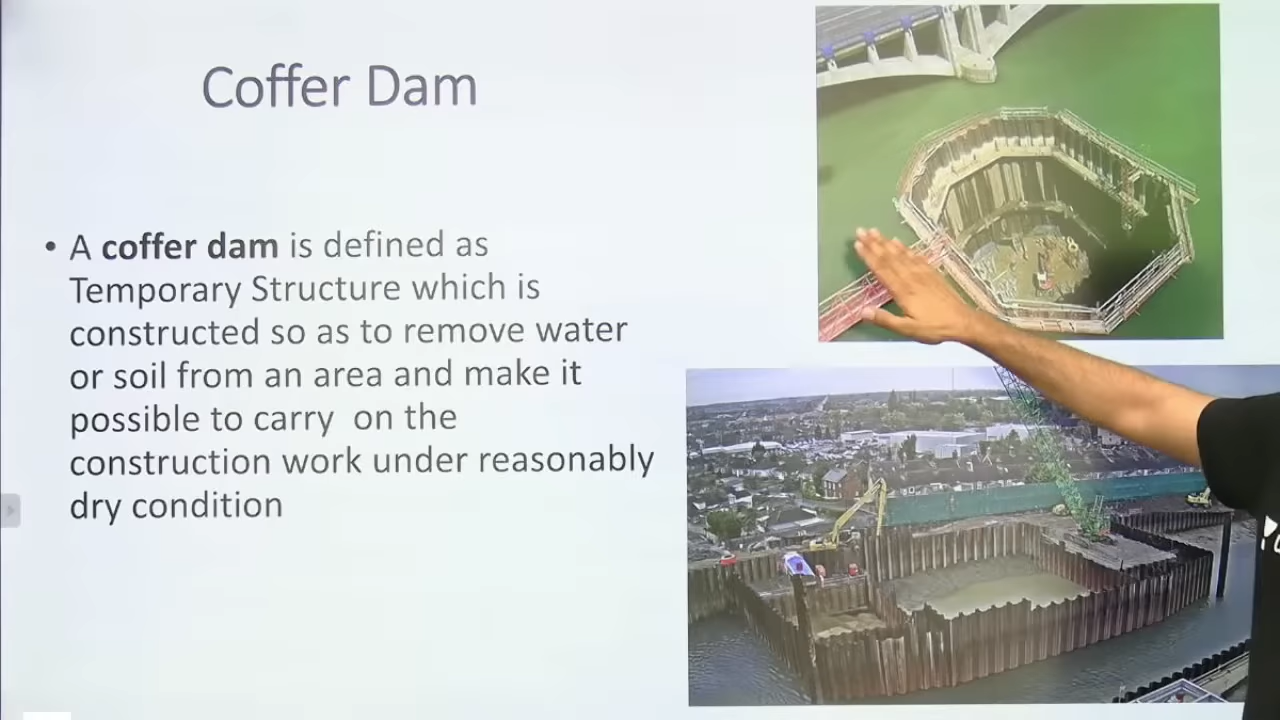 Coffer Dam
• A coffer dam is defined as
Temporary Structure which is
constructed so as to remove water
or soil from an area and make it
possible to carry  on the
construction work under reasonably
dry condition